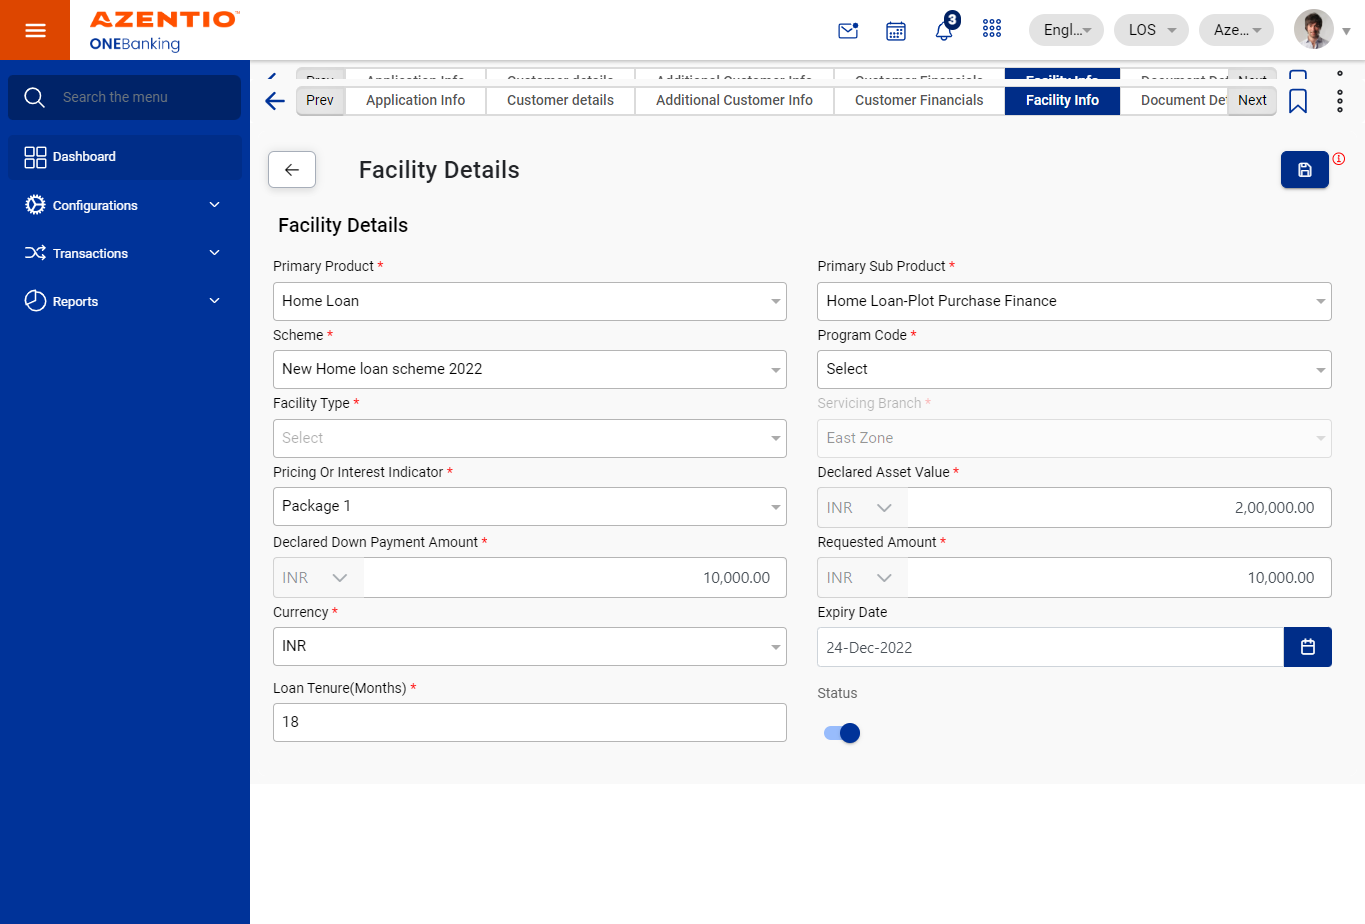 AZENTIO™
ONEBanking
3
Engl...
LOS
Aze...
Search the menu
Dashboard
Configurations
Transactions
Reports
Prev Application Info Customer details Additional Customer Info Customer Financials Facility Info Document Det Next
Prev Application Info Customer details Additional Customer Info Customer Financials Facility Info Document Det Next
Facility Details
Facility Details
Primary Product *
Home Loan
Primary Sub Product *
Home Loan-Plot Purchase Finance
Scheme *
New Home loan scheme 2022
Program Code *
Select
Facility Type *
Select
Servicing Branch *
East Zone
Pricing Or Interest Indicator *
Package 1
Declared Asset Value *
INR 2,00,000.00
Declared Down Payment Amount *
INR 10,000.00
Requested Amount *
INR 10,000.00
Currency *
INR
Expiry Date
24-Dec-2022
Loan Tenure(Months) *
18
Status